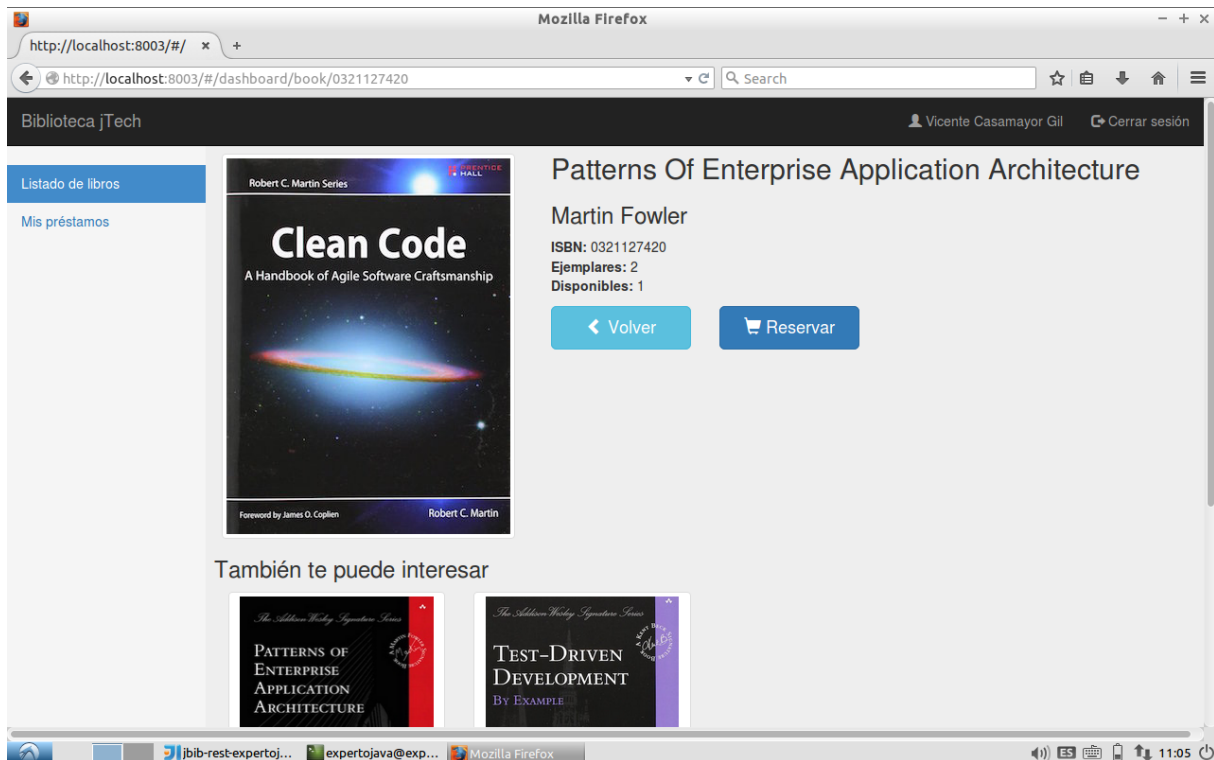 Mozilla Firefox
http://localhost:8003/#/
http://localhost:8003/#/dashboard/book/0321127420
Search
Biblioteca jTech
Vicente Casamayor Gil
Cerrar sesión
Listado de libros
Mis préstamos
PRENTICE
HALL
Robert C. Martin Series
Clean Code
A Handbook of Agile Software Craftsmanship
Foreword by James O. Coplien
Robert C. Martin
Patterns Of Enterprise Application Architecture
Martin Fowler
ISBN: 0321127420
Ejemplares: 2
Disponibles: 1
Volver
Reservar
También te puede interesar
The Addison Wesley Signature Series
PATTERNS OF
ENTERPRISE
APPLICATION
ARCHITECTURE
The Addison Wesley Signature Series
TEST-DRIVEN
DEVELOPMENT
BY EXAMPLE
jbib-rest-expertoj...
expertojava@exp...
Mozilla Firefox
ES
11:05